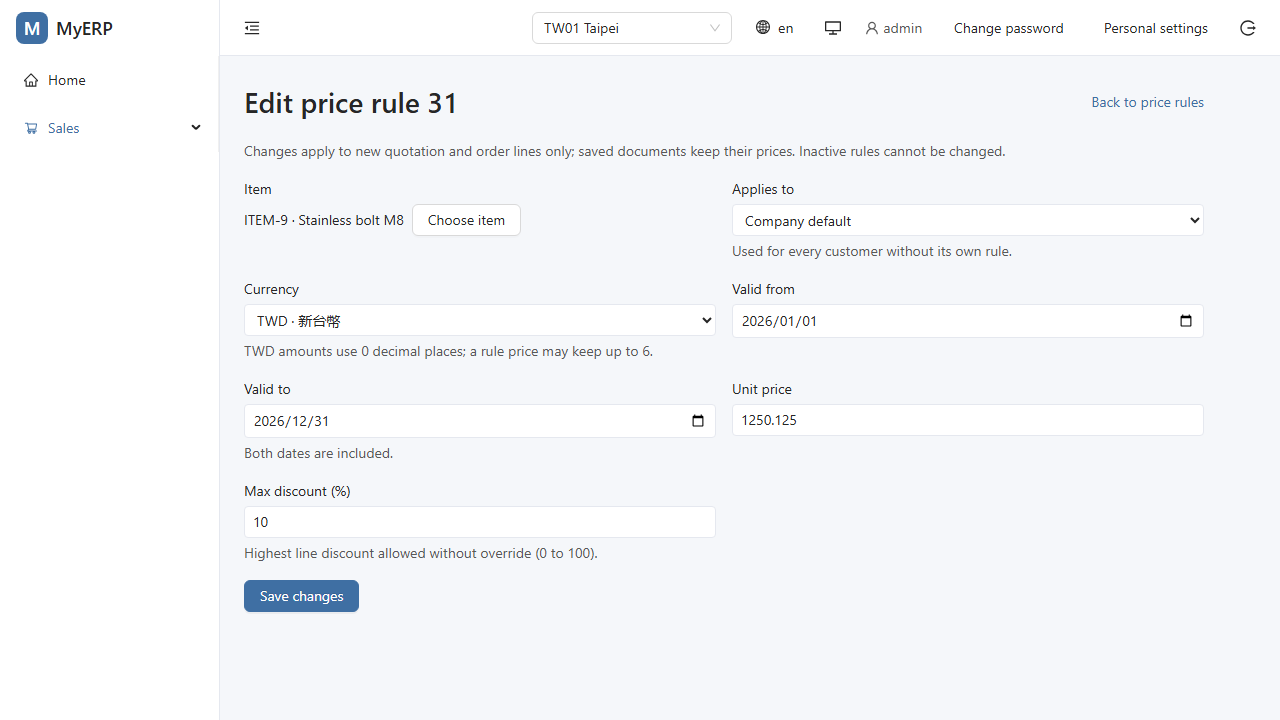 M MyERP
TW01 Taipei
en
admin
Change password
Personal settings
Home
Sales
Edit price rule 31
Back to price rules
Changes apply to new quotation and order lines only; saved documents keep their prices. Inactive rules cannot be changed.
Item
ITEM-9 · Stainless bolt M8
Choose item
Applies to
Company default
Used for every customer without its own rule.
Currency
TWD · 新台幣
TWD amounts use 0 decimal places; a rule price may keep up to 6.
Valid from
2026/01/01
Valid to
2026/12/31
Both dates are included.
Unit price
1250.125
Max discount (%)
10
Highest line discount allowed without override (0 to 100).
Save changes